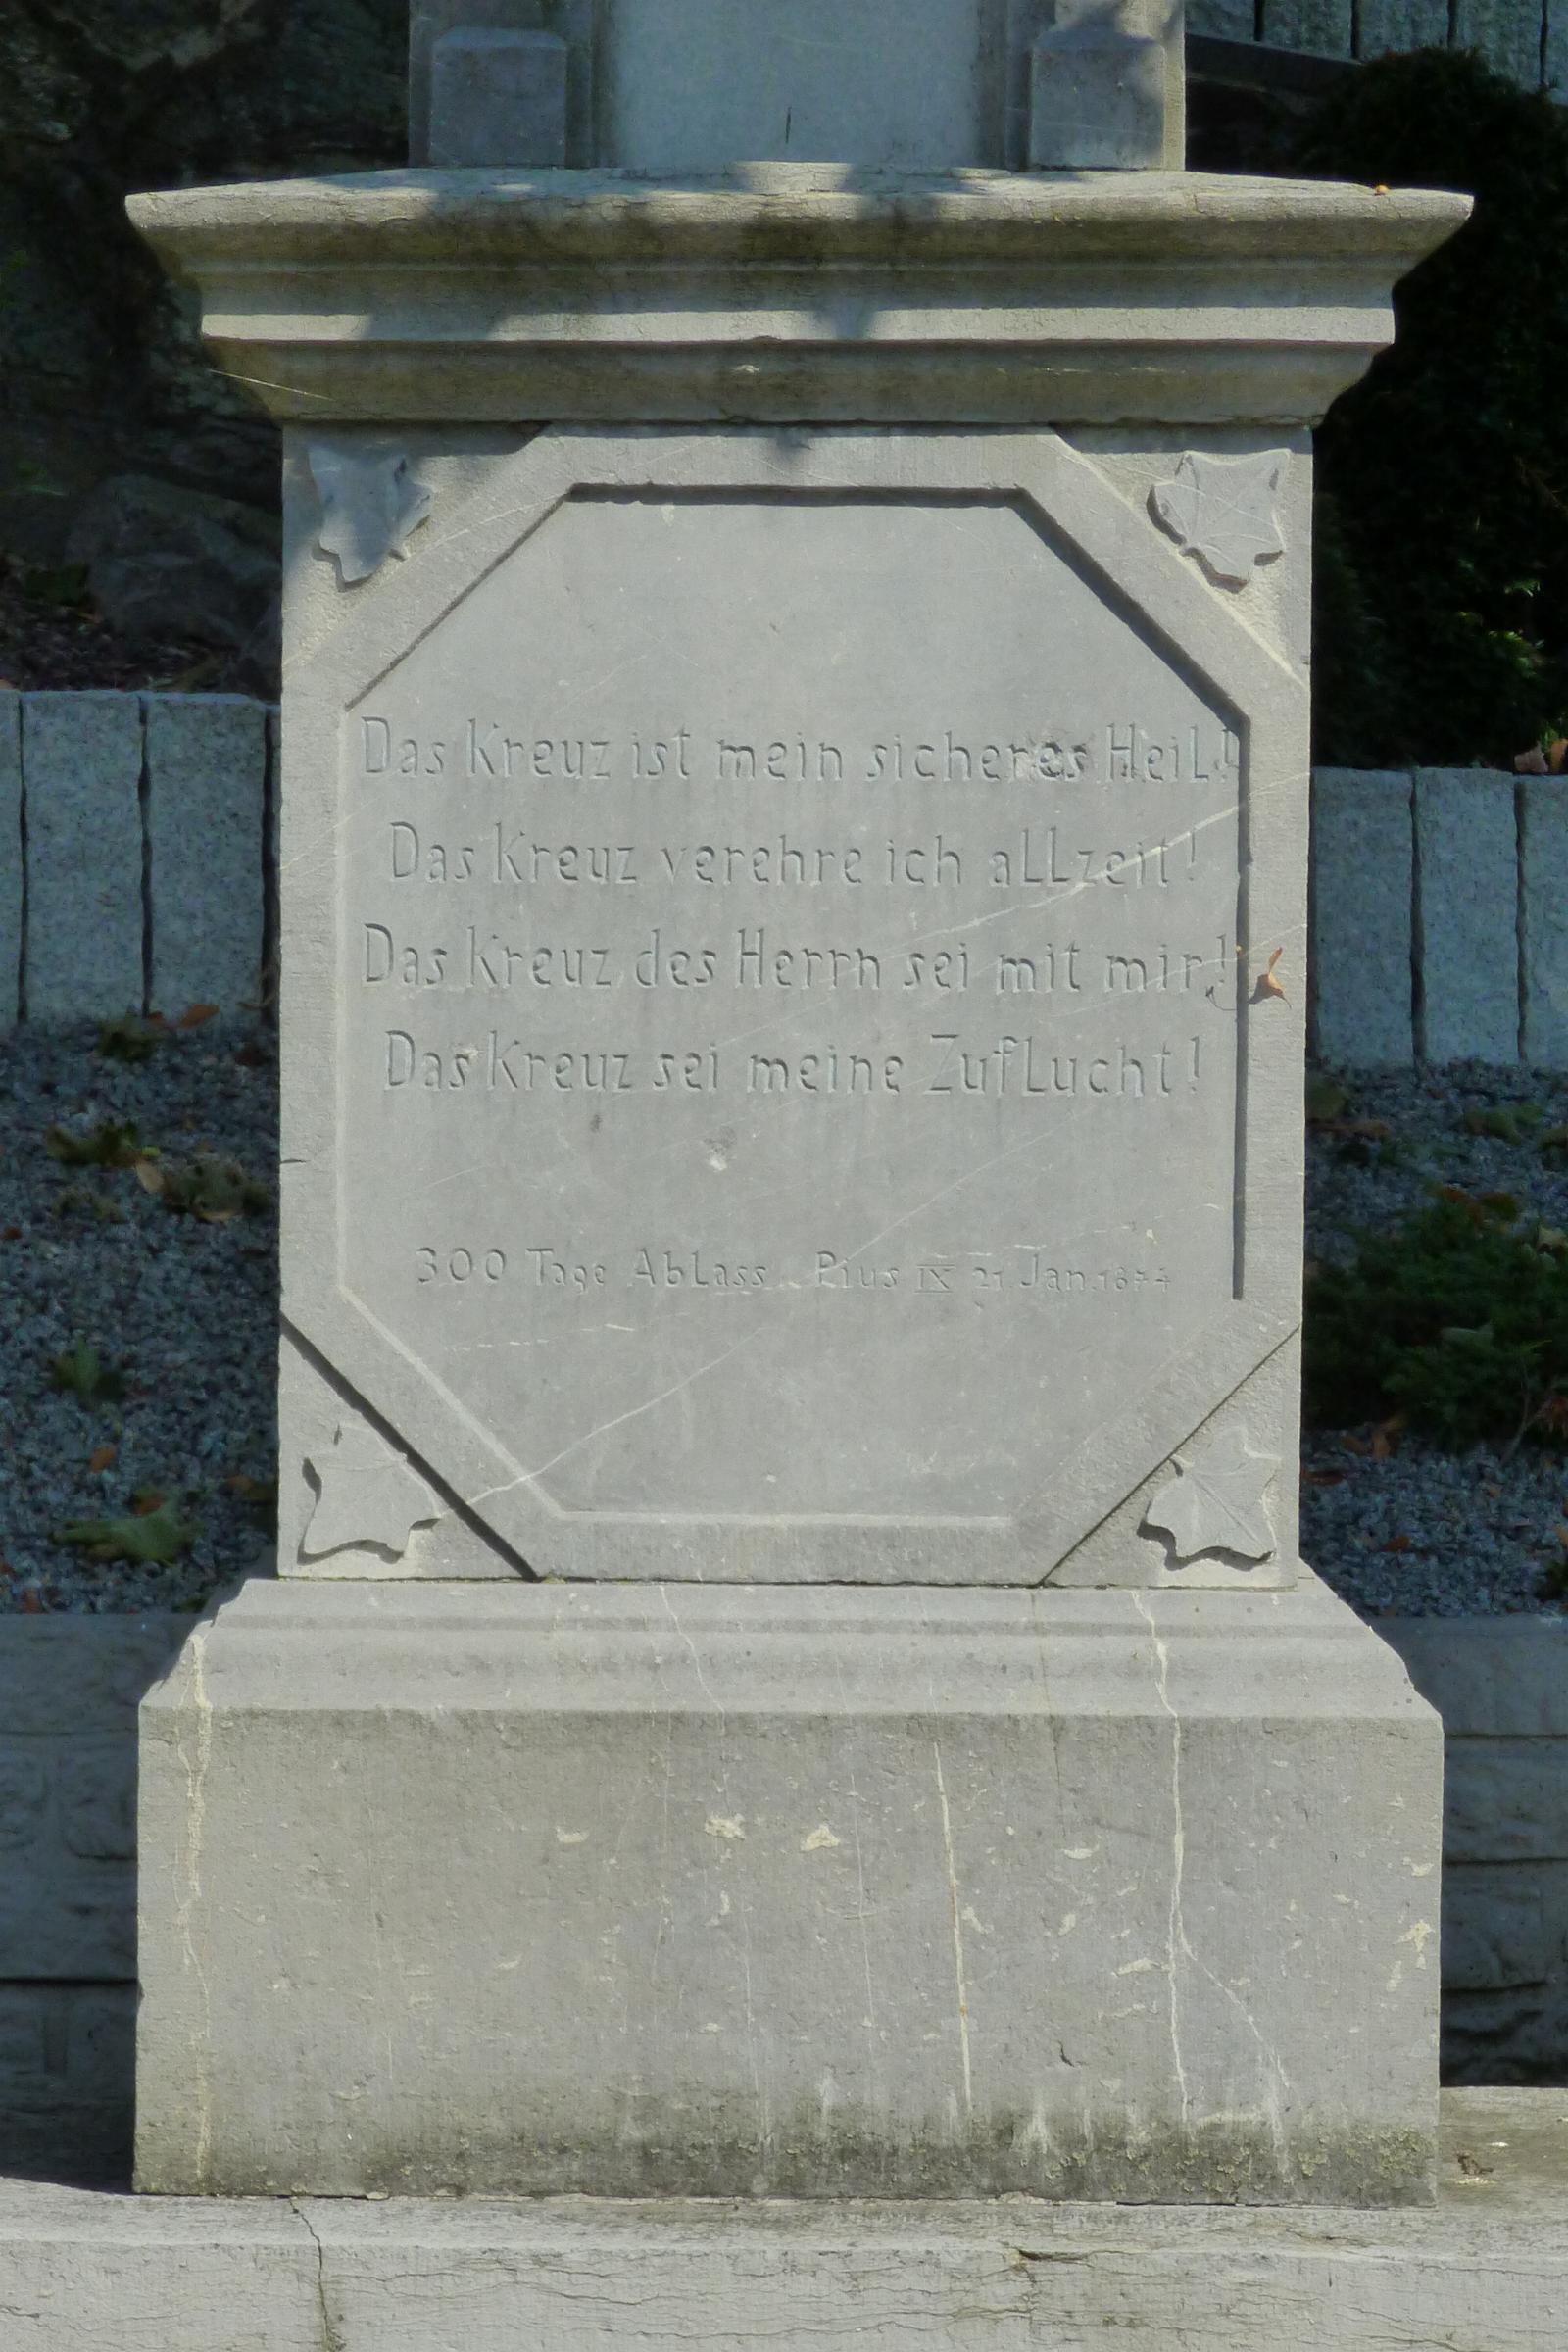 Das Kreuz ist mein sicheres Heil!
Das Kreuz verehre ich allzeit!
Das Kreuz des Herrn sei mit mir!
Das Kreuz sei meine Zuflucht!
300 Tage Ablass. Pius IX 21 Jan. 1874